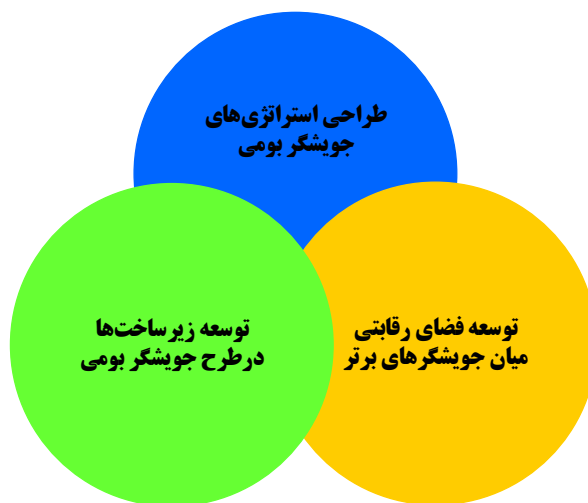 طراحی استراتژی‌های
جویشگر بومی
توسعه فضای رقابتی
میان جویشگرهای برتر
توسعه زیرساخت‌ها
درطرح جویشگر بومی